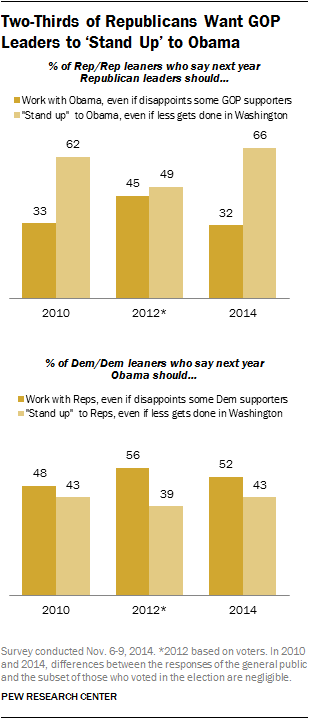 Two-Thirds of Republicans Want GOP
Leaders to ‘Stand Up’ to Obama
% of Rep/Rep leaners who say next year
Republican leaders should...
Work with Obama, even if disappoints some GOP supporters
"Stand up" to Obama, even if less gets done in Washington
33 62 45 49 32 66
2010 2012* 2014
% of Dem/Dem leaners who say next year
Obama should...
Work with Reps, even if disappoints some Dem supporters
"Stand up" to Reps, even if less gets done in Washington
48 43 56 39 52 43
2010 2012* 2014
Survey conducted Nov. 6-9, 2014. *2012 based on voters. In 2010
and 2014, differences between the responses of the general public
and the subset of those who voted in the election are negligible.
PEW RESEARCH CENTER